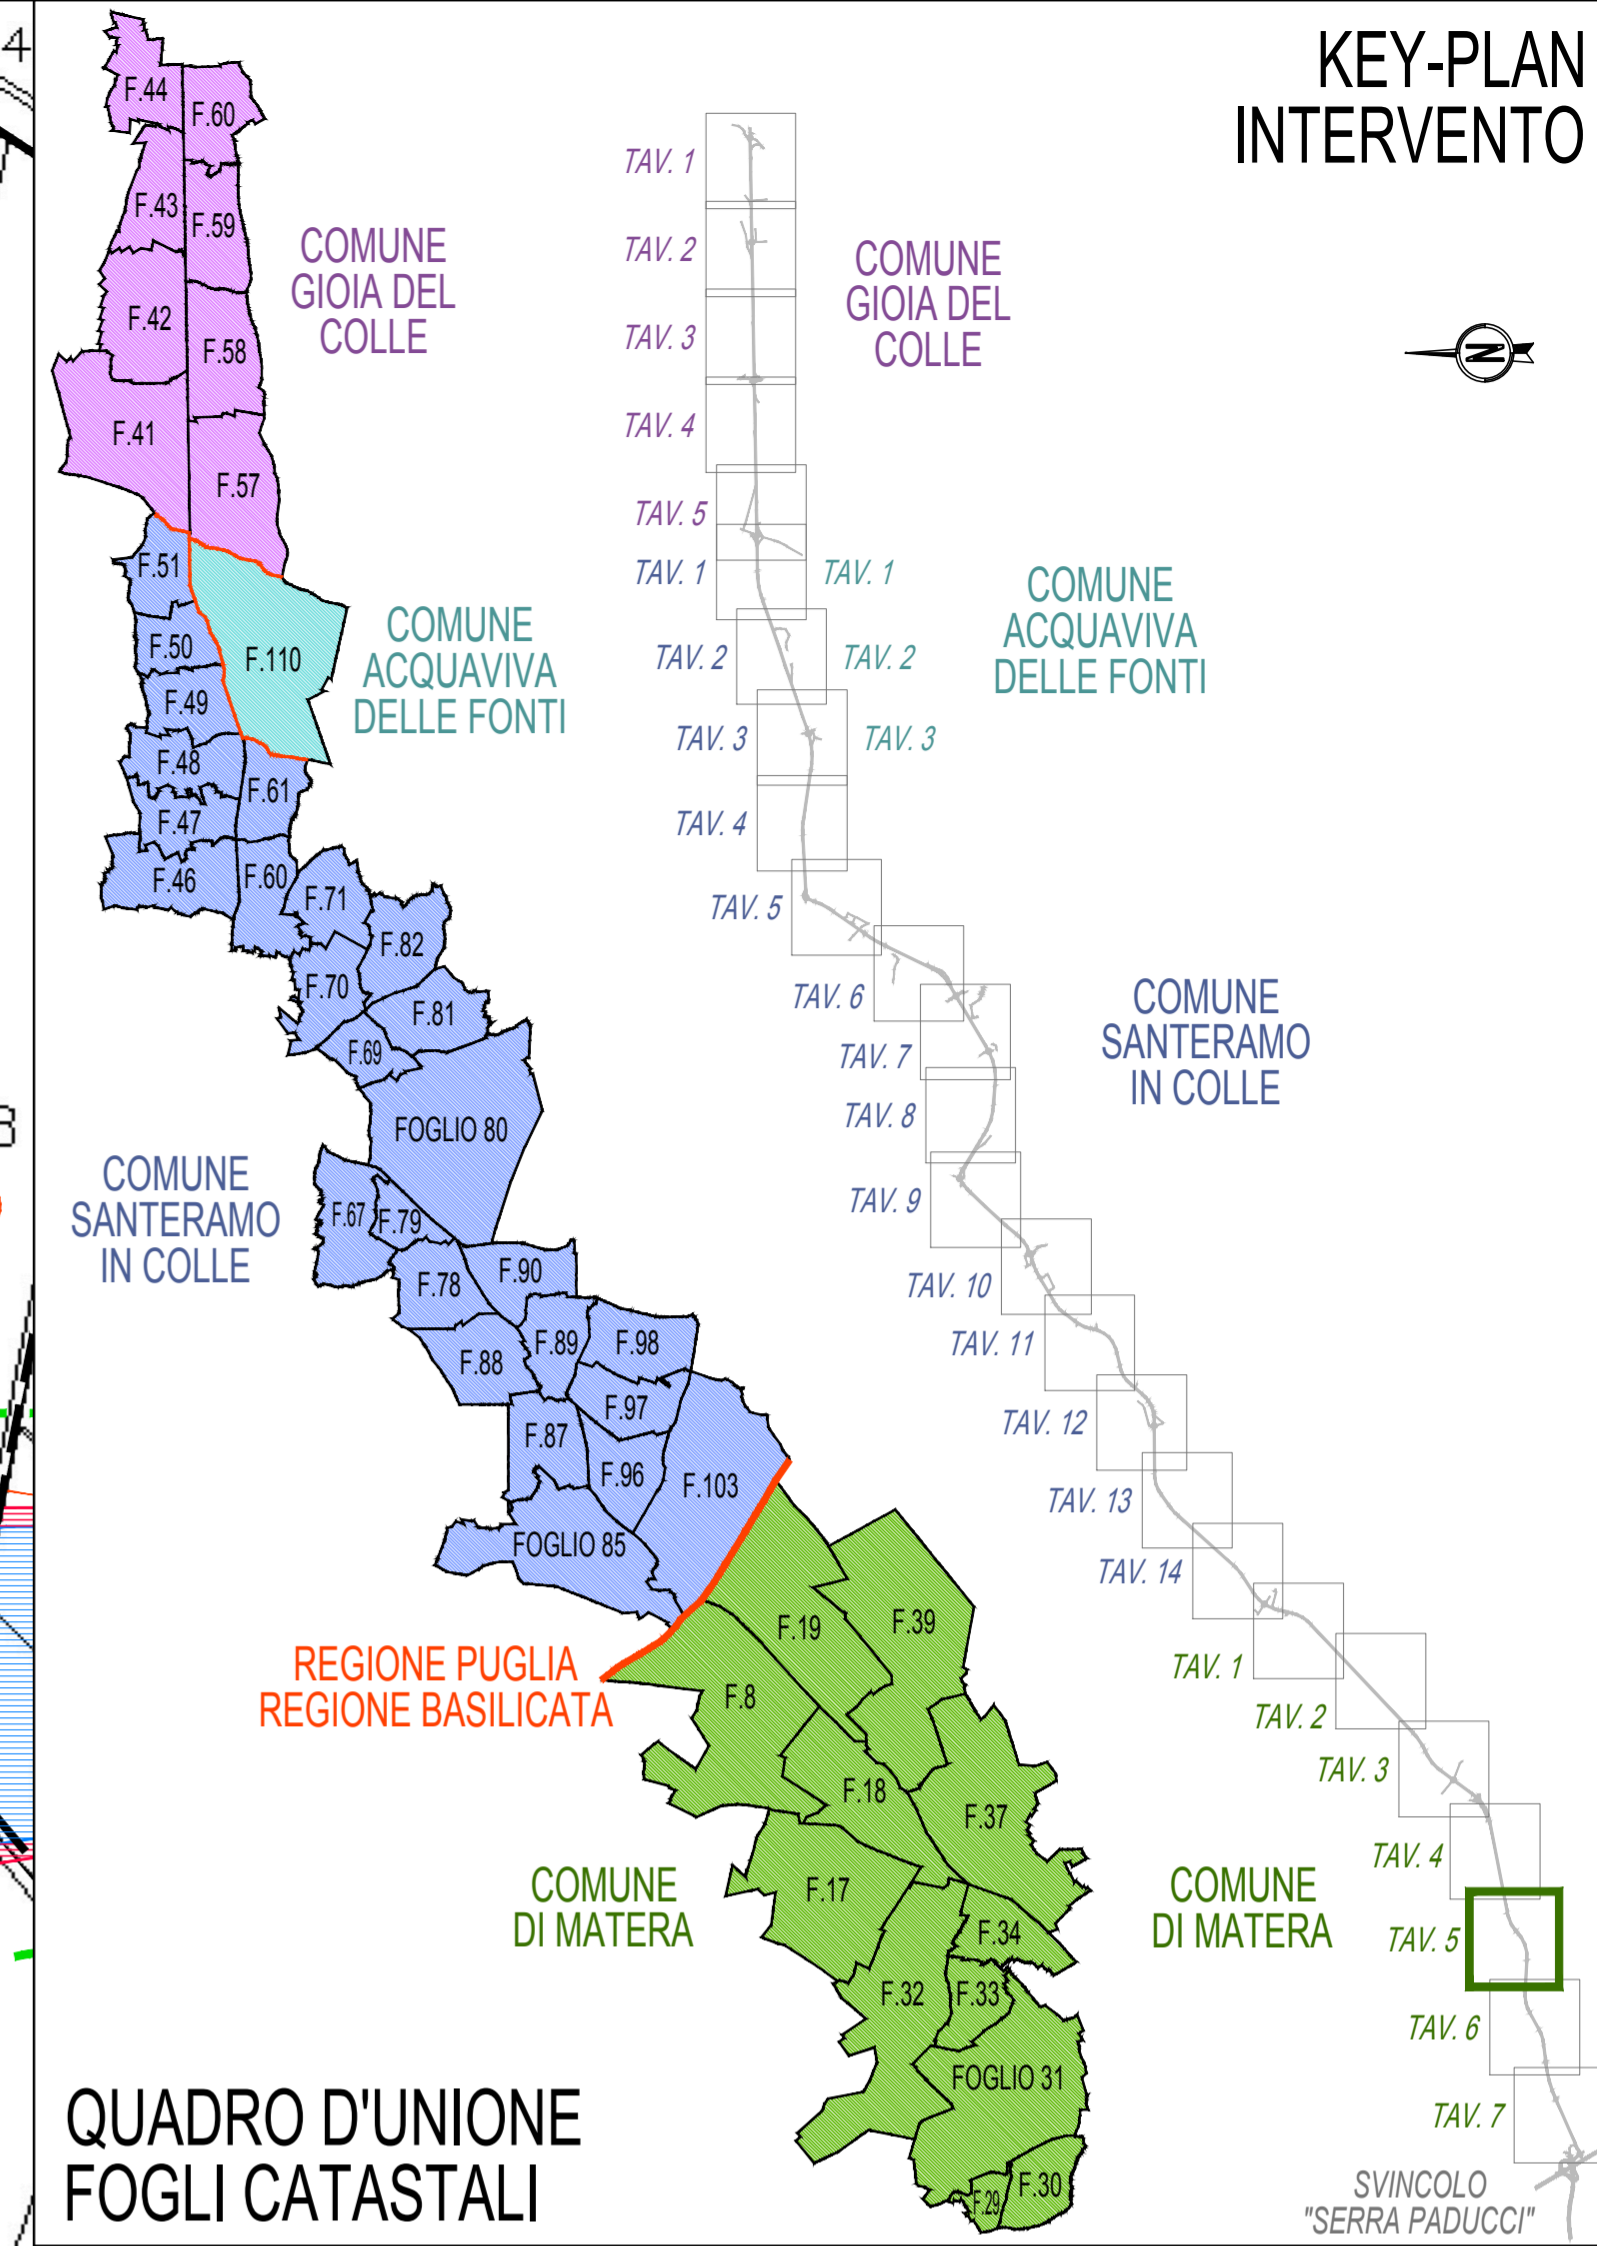 KEY-PLAN
INTERVENTO
4
F.44
F.60
F.43
F.59
F.42
F.58
F.41
F.57
COMUNE
GIOIA DEL
COLLE
F.51
F.50
F.110
F.49
F.48
F.61
F.47
F.46
F.60
F.71
F.82
F.70
F.81
F.69
FOGLIO 80
COMUNE
ACQUAVIVA
DELLE FONTI
F.67
F.79
F.78
F.90
F.89
F.98
F.88
F.97
F.87
F.96
F.103
FOGLIO 85
COMUNE
SANTERAMO
IN COLLE
REGIONE PUGLIA
REGIONE BASILICATA
F.19
F.39
F.8
F.18
F.37
F.17
F.34
F.32
F.33
FOGLIO 31
F.30
F.29
COMUNE
DI MATERA
QUADRO D'UNIONE
FOGLI CATASTALI
TAV. 1
TAV. 2
TAV. 3
TAV. 4
TAV. 5
COMUNE
GIOIA DEL
COLLE
N
TAV. 1
TAV. 1
TAV. 2
TAV. 2
TAV. 3
TAV. 3
COMUNE
ACQUAVIVA
DELLE FONTI
TAV. 4
TAV. 5
TAV. 6
TAV. 7
TAV. 8
TAV. 9
TAV. 10
TAV. 11
TAV. 12
TAV. 13
TAV. 14
COMUNE
SANTERAMO
IN COLLE
TAV. 1
TAV. 2
TAV. 3
TAV. 4
TAV. 5
TAV. 6
TAV. 7
COMUNE
DI MATERA
SVINCOLO
"SERRA PADUCCI"